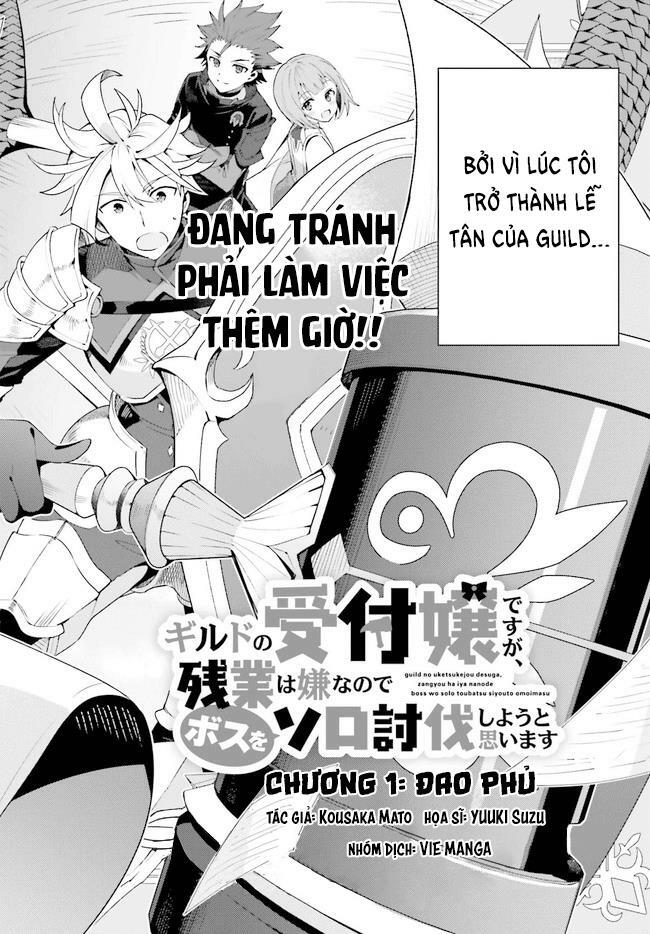 BỞI VÌ LÚC TÔI
TRỞ THÀNH LỄ
TÂN CỦA GUILD...
ĐANG TRÁNH
PHẢI LÀM VIỆC
THÊM GIỜ!!
ギルドの受付嬢ですが、
guild no uketsukejou desuga,
zangyou ha iya nanode
boss wo solo toubatsu siyouto omoimasu
残業は嫌なので
ボスをソロ討伐しようと
思います
CHƯƠNG 1: ĐAO PHỦ
TÁC GIẢ: KOUSAKA MATO HỌA SĨ: YUUKI SUZU
NHÓM DỊCH: VIE MANGA